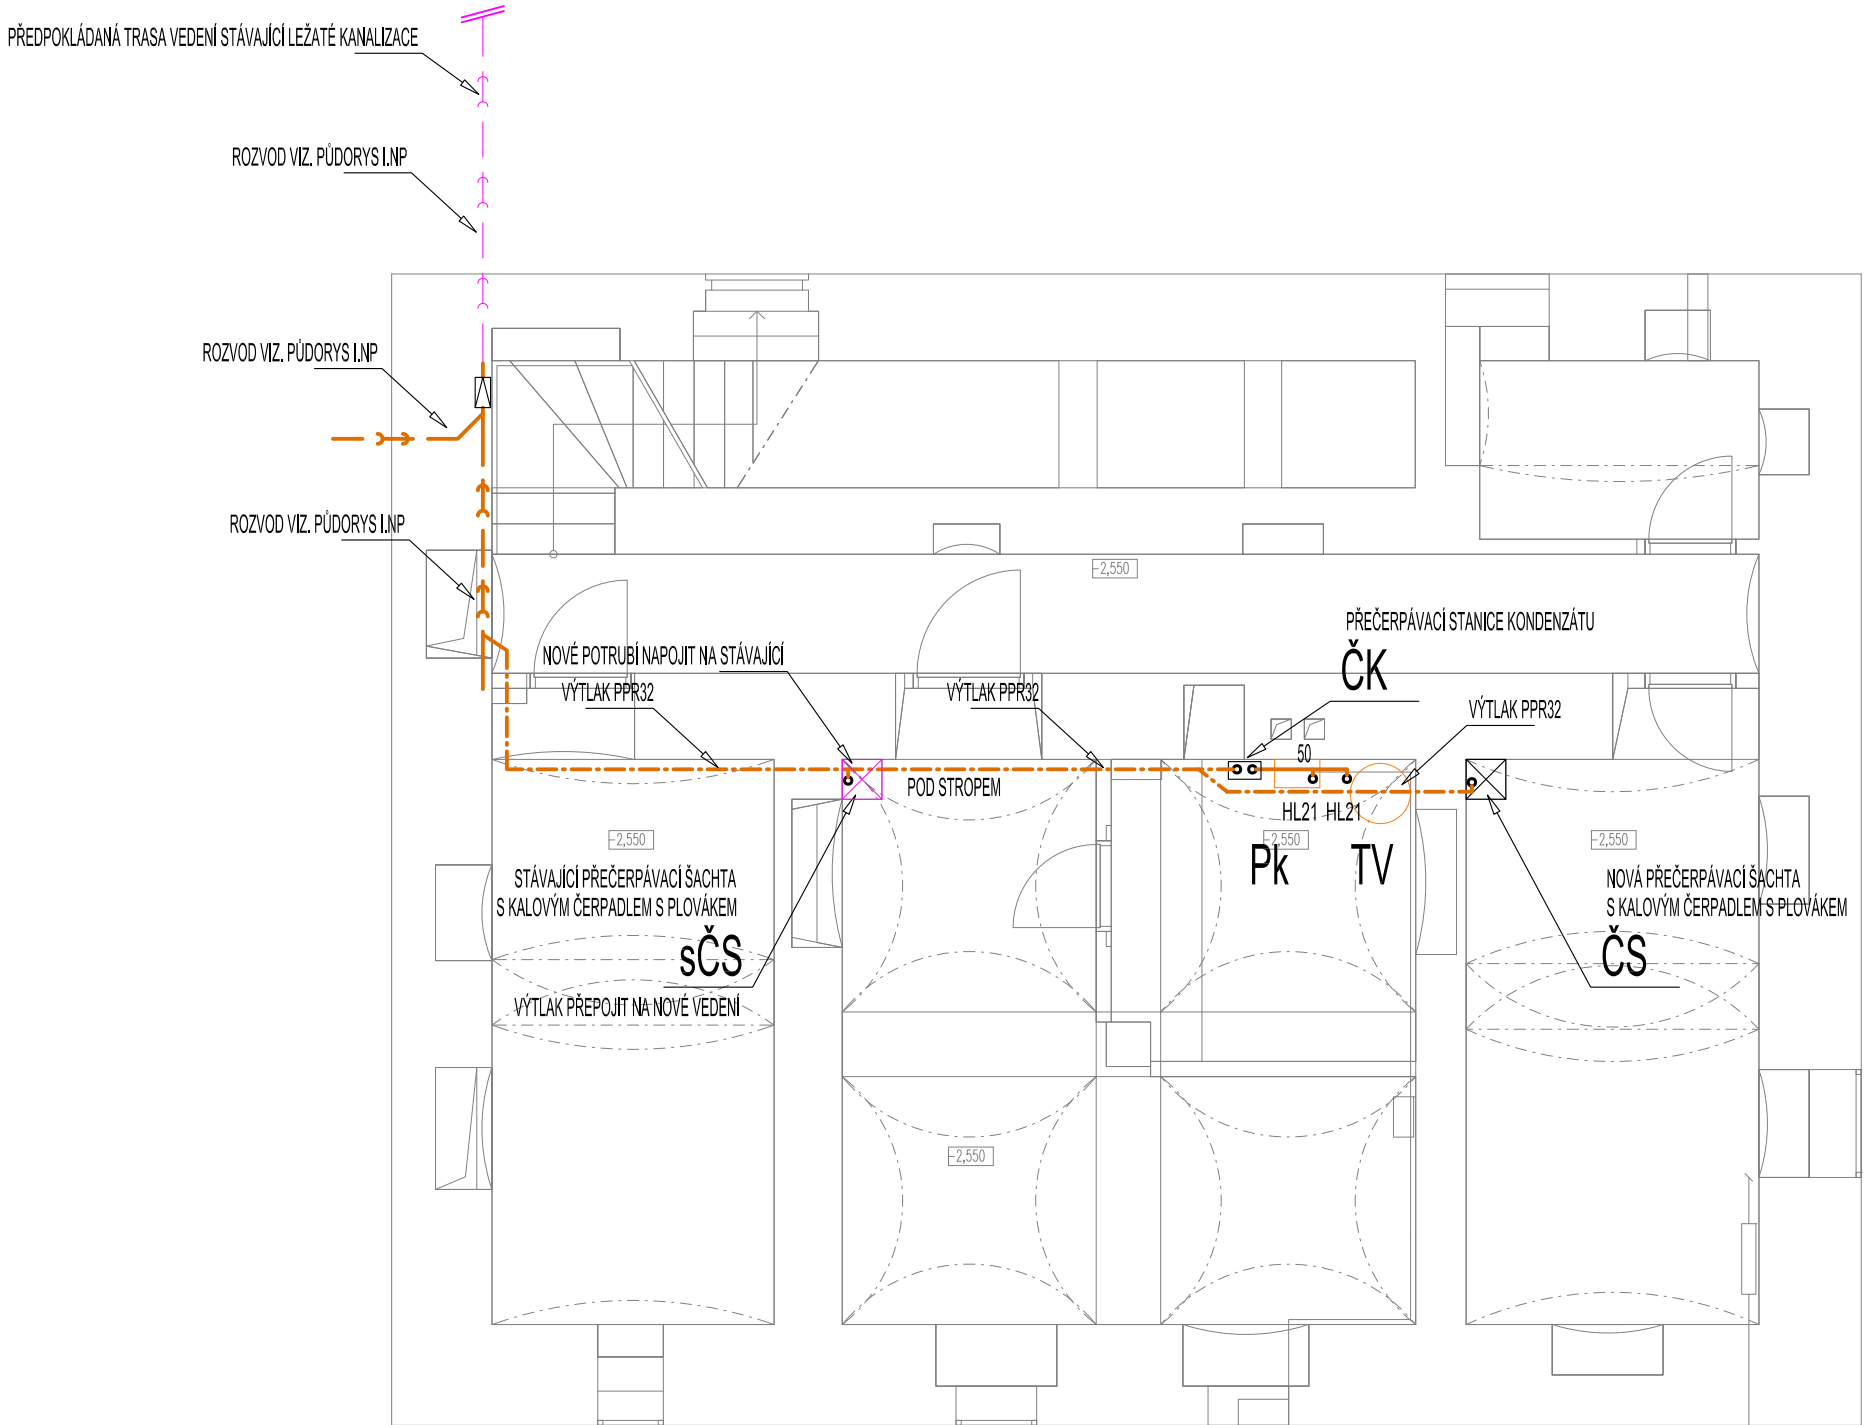 PŘEDPOKLÁDANÁ TRASA VEDENÍ STÁVAJÍCÍ LEŽATÉ KANALIZACE
ROZVOD VIZ. PŮDORYS I.NP
ROZVOD VIZ. PŮDORYS I.NP
ROZVOD VIZ. PŮDORYS I.NP
-2,550
PŘEČERPÁVACÍ STANICE KONDENZÁTU
ČK
NOVÉ POTRUBÍ NAPOJIT NA STÁVAJÍCÍ
VÝTLAK PPR32
VÝTLAK PPR32
VÝTLAK PPR32
50
POD STROPEM
HL21 HL21
-2,550
-2,550
-2,550
Pk
TV
STÁVAJÍCÍ PŘEČERPÁVACÍ ŠACHTA
S KALOVÝM ČERPADLEM S PLOVÁKEM
sČS
VÝTLAK PŘEPOJIT NA NOVÉ VEDENÍ
NOVÁ PŘEČERPÁVACÍ ŠACHTA
S KALOVÝM ČERPADLEM S PLOVÁKEM
ČS
-2,550